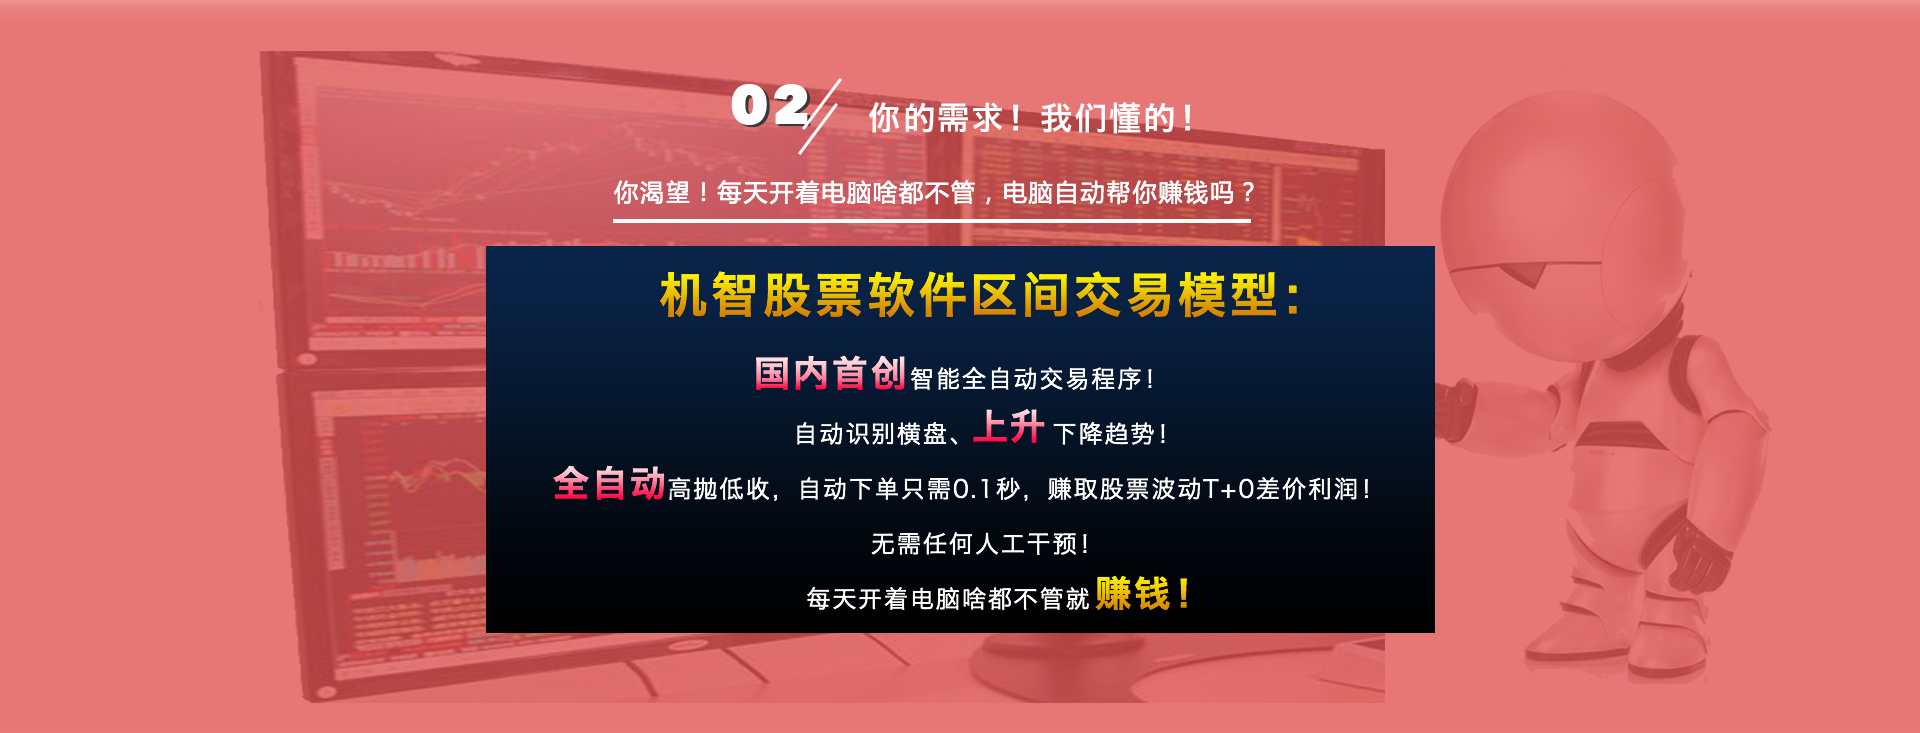 02 你的需求！我们懂的！
你渴望！每天开着电脑啥都不管，电脑自动帮你赚钱吗？
机智股票软件区间交易模型：
国内首创智能全自动交易程序！
自动识别横盘、上升下降趋势！
全自动高抛低收，自动下单只需0.1秒，赚取股票波动T+0差价利润！
无需任何人工干预！
每天开着电脑啥都不管就赚钱！